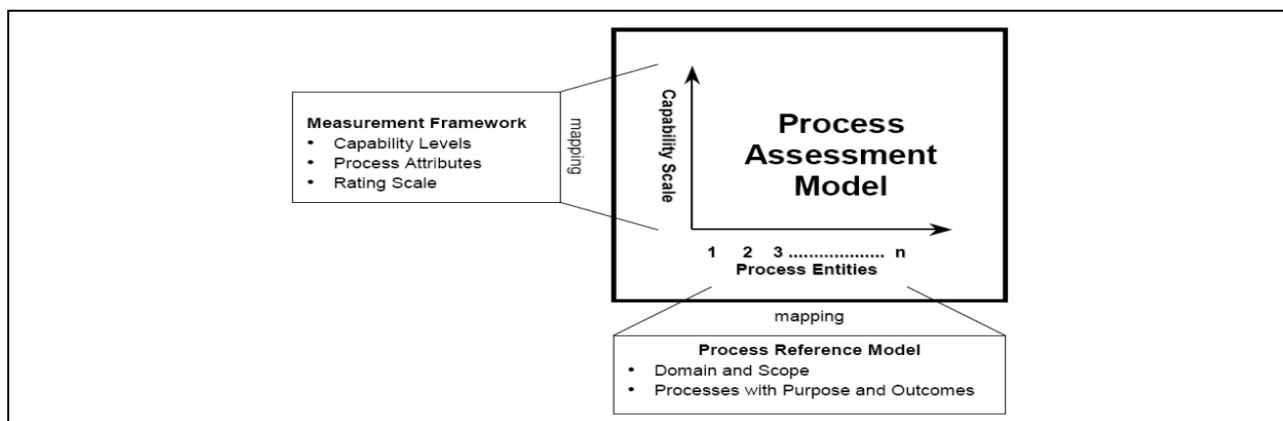 Measurement Framework
• Capability Levels
• Process Attributes
• Rating Scale
mapping
Capability Scale
Process
Assessment
Model
1 2 3 ................... n
Process Entities
mapping
Process Reference Model
• Domain and Scope
• Processes with Purpose and Outcomes